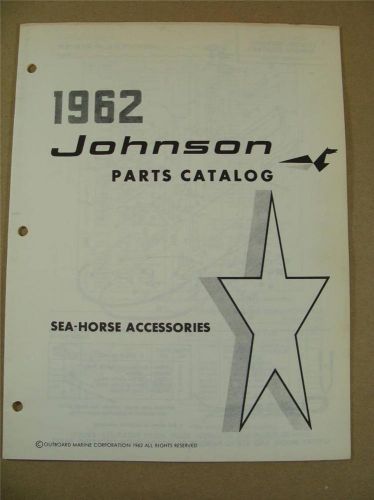 1962
Johnson
PARTS CATALOG
SEA-HORSE ACCESSORIES
©OUTBOARD MARINE CORPORATION 1962 ALL RIGHTS RESERVED